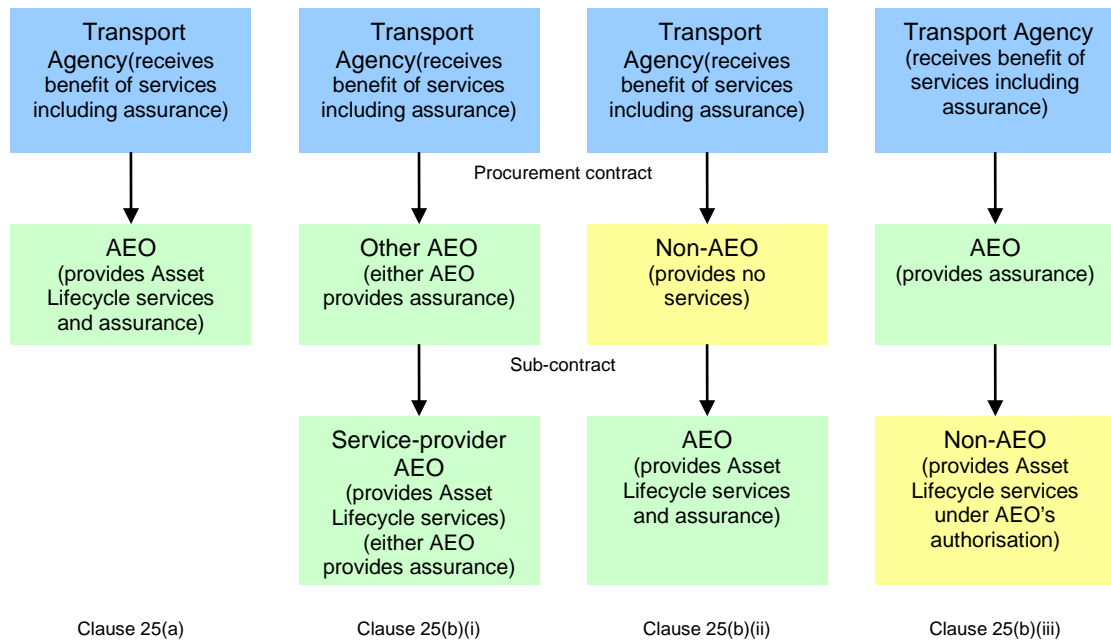 Transport
Agency(receives
benefit of services
including assurance)
Transport
Agency(receives
benefit of services
including assurance)
Transport
Agency(receives
benefit of services
including assurance)
Transport Agency
(receives benefit of
services including
assurance)
Procurement contract
AEO
(provides Asset
Lifecycle services
and assurance)
Other AEO
(either AEO
provides assurance)
Non-AEO
(provides no
services)
AEO
(provides assurance)
Sub-contract
Service-provider
AEO
(provides Asset
Lifecycle services)
(either AEO
provides assurance)
AEO
(provides Asset
Lifecycle services
and assurance)
Non-AEO
(provides Asset
Lifecycle services
under AEO's
authorisation)
Clause 25(a)
Clause 25(b)(i)
Clause 25(b)(ii)
Clause 25(b)(iii)